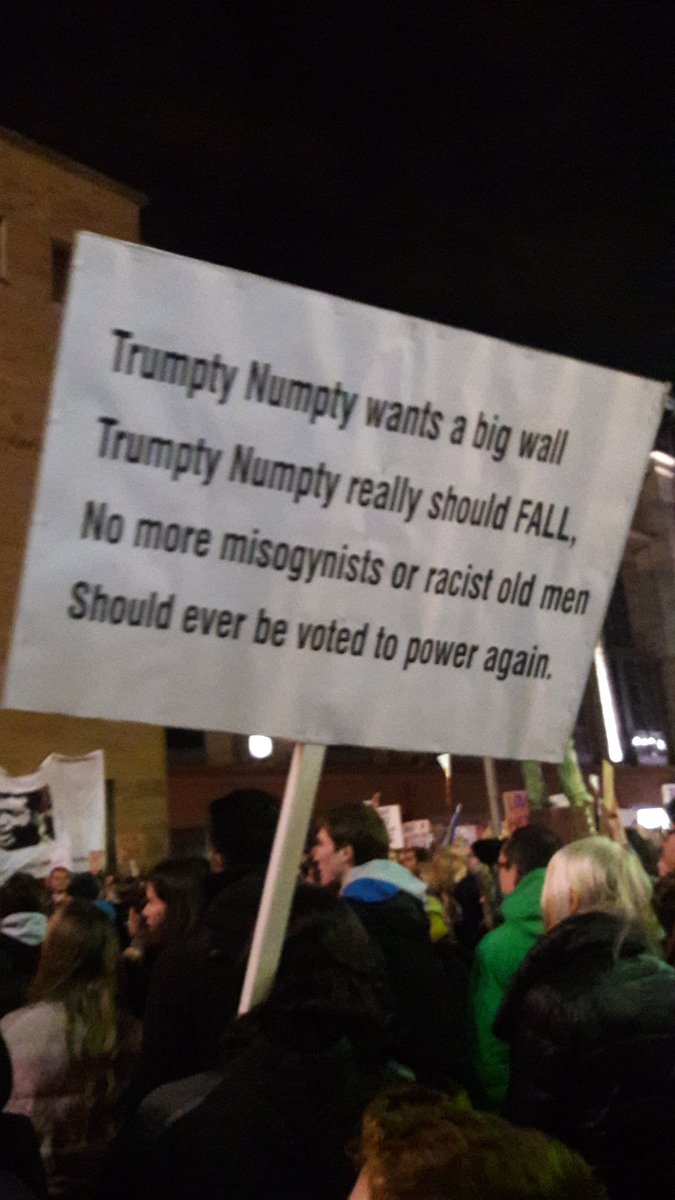 Trumpty Numpty wants a big wall
Trumpty Numpty really should FALL,
No more misogynists or racist old men
Should ever be voted to power again.